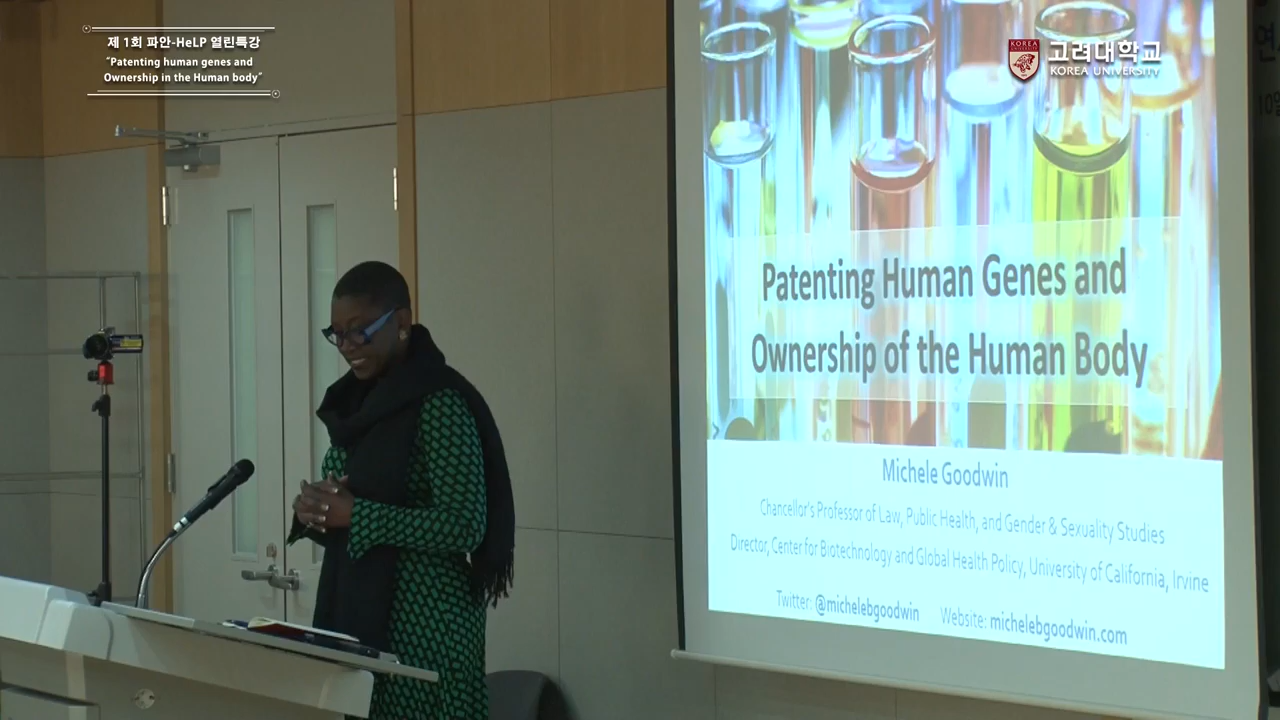 제 1회 파안-HeLP 열린특강
"Patenting human genes and
Ownership in the Human body"
KOREA UNIVERSITY
고려대학교
KOREA UNIVERSITY
Patenting Human Genes and
Ownership of the Human Body
Michele Goodwin
Chancellor's Professor of Law, Public Health, and Gender & Sexuality Studies
Director, Center for Biotechnology and Global Health Policy, University of California, Irvine
Twitter: @michelebgoodwin Website: michelebgoodwin.com